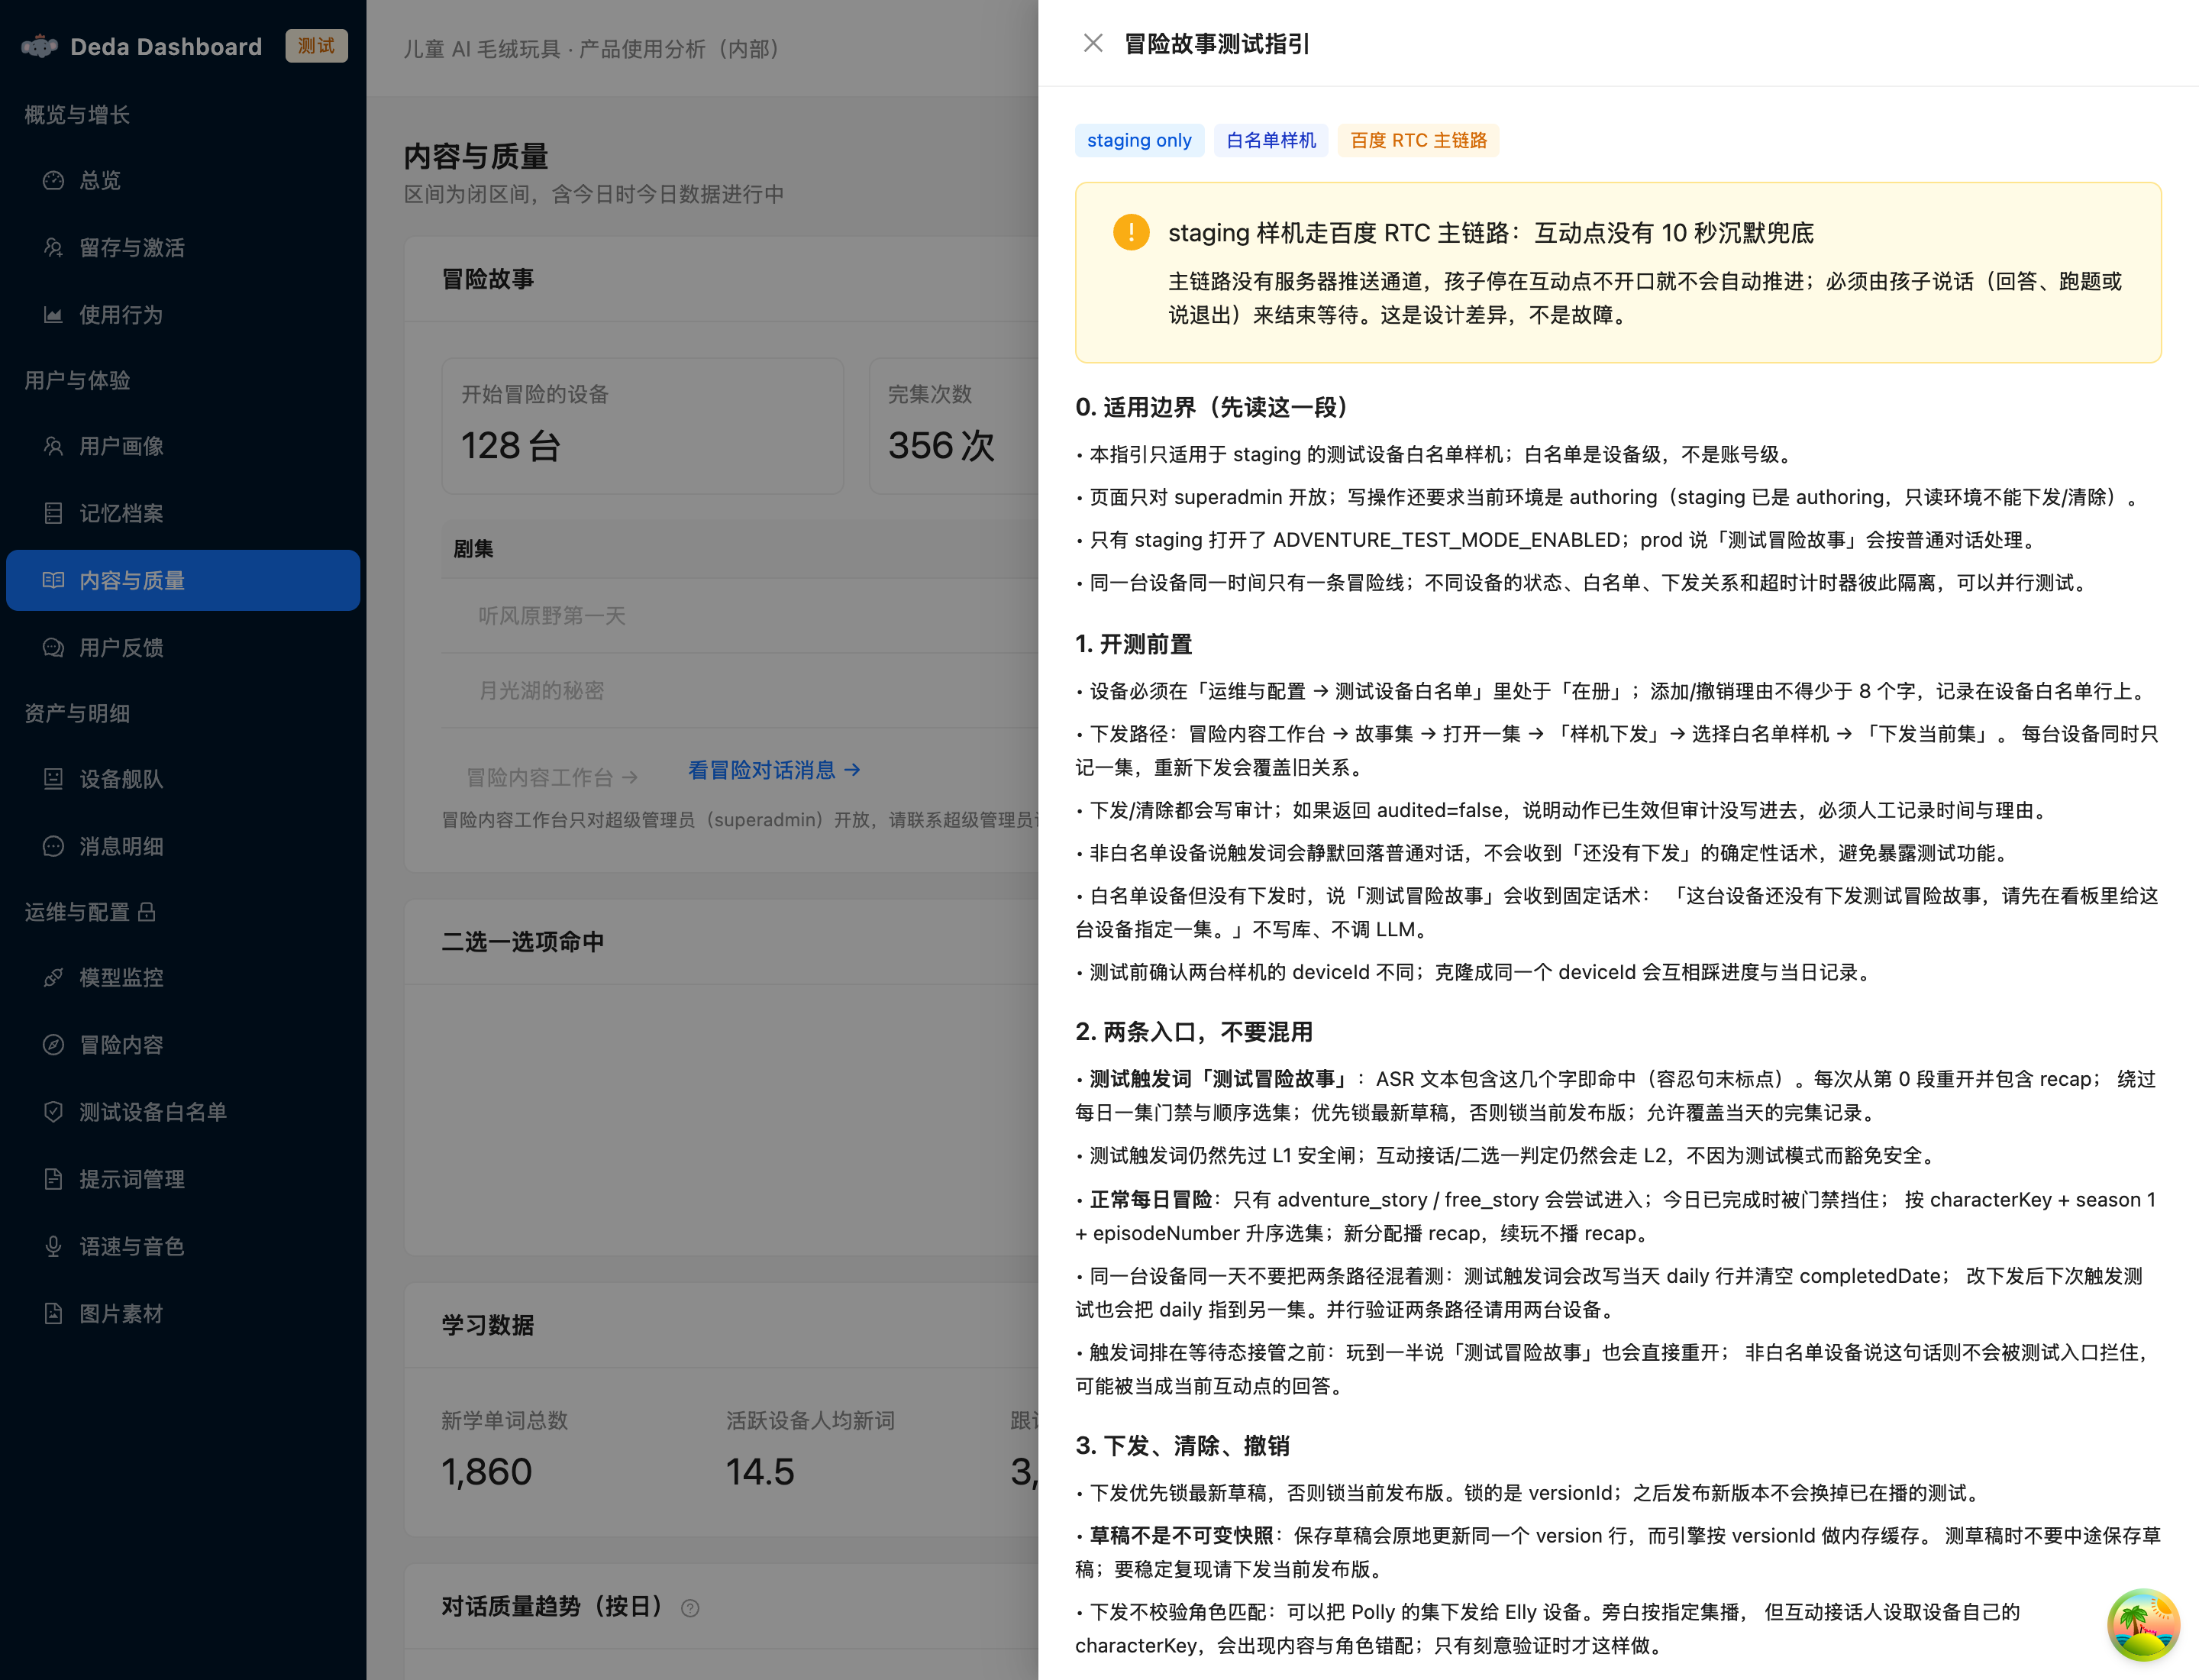 Deda Dashboard 测试
概览与增长
总览
留存与激活
使用行为
用户与体验
用户画像
记忆档案
内容与质量
用户反馈
资产与明细
设备舰队
消息明细
运维与配置
模型监控
冒险内容
测试设备白名单
提示词管理
语速与音色
图片素材
儿童 AI 毛绒玩具 · 产品使用分析（内部）
内容与质量
区间为闭区间，含今日时今日数据进行中
冒险故事
开始冒险的设备
128 台
完集次数
356 次
剧集
听风原野第一天
月光湖的秘密
冒险内容工作台 → 看冒险对话消息 →
冒险内容工作台只对超级管理员（superadmin）开放，请联系超级管理员
二选一选项命中
学习数据
新学单词总数
1,860
活跃设备人均新词
14.5
跟
3,
对话质量趋势（按日）
冒险故事测试指引
staging only 白名单样机 百度 RTC 主链路
staging 样机走百度 RTC 主链路：互动点没有 10 秒沉默兜底
主链路没有服务器推送通道，孩子停在互动点不开口就不会自动推进；必须由孩子说话（回答、跑题或
说退出）来结束等待。这是设计差异，不是故障。
0. 适用边界（先读这一段）
• 本指引只适用于 staging 的测试设备白名单样机；白名单是设备级，不是账号级。
• 页面只对 superadmin 开放；写操作还要求当前环境是 authoring（staging 已是 authoring，只读环境不能下发/清除）。
• 只有 staging 打开了 ADVENTURE_TEST_MODE_ENABLED；prod 说「测试冒险故事」会按普通对话处理。
• 同一台设备同一时间只有一条冒险线；不同设备的状态、白名单、下发关系和超时计时器彼此隔离，可以并行测试。
1. 开测前置
• 设备必须在「运维与配置 → 测试设备白名单」里处于「在册」；添加/撤销理由不得少于 8 个字，记录在设备白名单行上。
• 下发路径：冒险内容工作台 → 故事集 → 打开一集 → 「样机下发」→ 选择白名单样机 → 「下发当前集」。 每台设备同时只
记一集，重新下发会覆盖旧关系。
• 下发/清除都会写审计；如果返回 audited=false，说明动作已生效但审计没写进去，必须人工记录时间与理由。
• 非白名单设备说触发词会静默回落普通对话，不会收到「还没有下发」的确定性话术，避免暴露测试功能。
• 白名单设备但没有下发时，说「测试冒险故事」会收到固定话术： 「这台设备还没有下发测试冒险故事，请先在看板里给这
台设备指定一集。」不写库、不调 LLM。
• 测试前确认两台样机的 deviceId 不同；克隆成同一个 deviceId 会互相踩进度与当日记录。
2. 两条入口，不要混用
• 测试触发词「测试冒险故事」：ASR 文本包含这几个字即命中（容忍句末标点）。每次从第 0 段重开并包含 recap； 绕过
每日一集门禁与顺序选集；优先锁最新草稿，否则锁当前发布版；允许覆盖当天的完集记录。
• 测试触发词仍然先过 L1 安全闸；互动接话/二选一判定仍然会走 L2，不因为测试模式而豁免安全。
• 正常每日冒险：只有 adventure_story / free_story 会尝试进入；今日已完成时被门禁挡住； 按 characterKey + season 1
+ episodeNumber 升序选集；新分配播 recap，续玩不播 recap。
• 同一台设备同一天不要把两条路径混着测：测试触发词会改写当天 daily 行并清空 completedDate； 改下发后下次触发测
试也会把 daily 指到另一集。并行验证两条路径请用两台设备。
• 触发词排在等待态接管之前：玩到一半说「测试冒险故事」也会直接重开； 非白名单设备说这句话则不会被测试入口拦住，
可能被当成当前互动点的回答。
3. 下发、清除、撤销
• 下发优先锁最新草稿，否则锁当前发布版。锁的是 versionId；之后发布新版本不会换掉已在播的测试。
• 草稿不是不可变快照：保存草稿会原地更新同一个 version 行，而引擎按 versionId 做内存缓存。 测草稿时不要中途保存草
稿；要稳定复现请下发当前发布版。
• 下发不校验角色匹配：可以把 Polly 的集下发给 Elly 设备。旁白按指定集播， 但互动接话人设取设备自己的
characterKey，会出现内容与角色错配；只有刻意验证时才这样做。